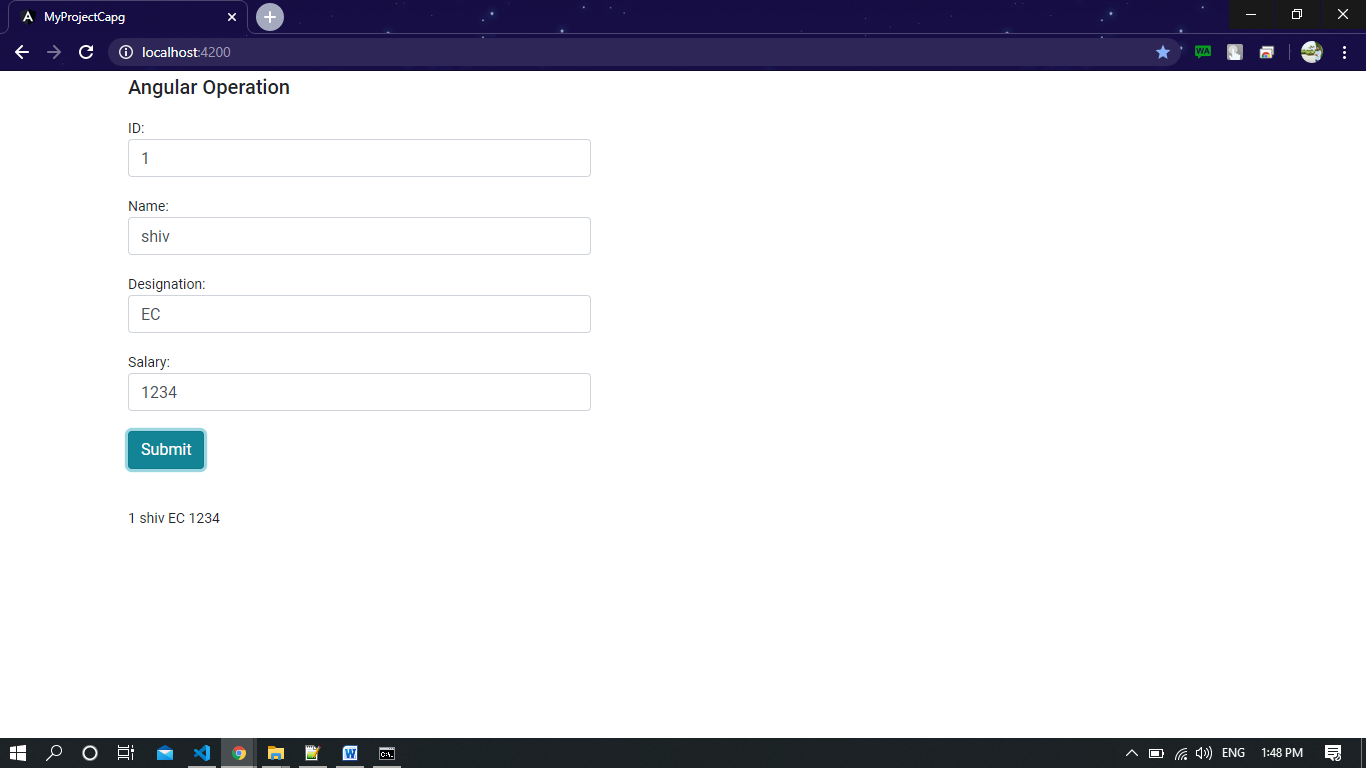 MyProjectCapg
localhost:4200
WA
Angular Operation
ID:
1
Name:
shiv
Designation:
EC
Salary:
1234
Submit
1 shiv EC 1234
ENG
1:48 PM